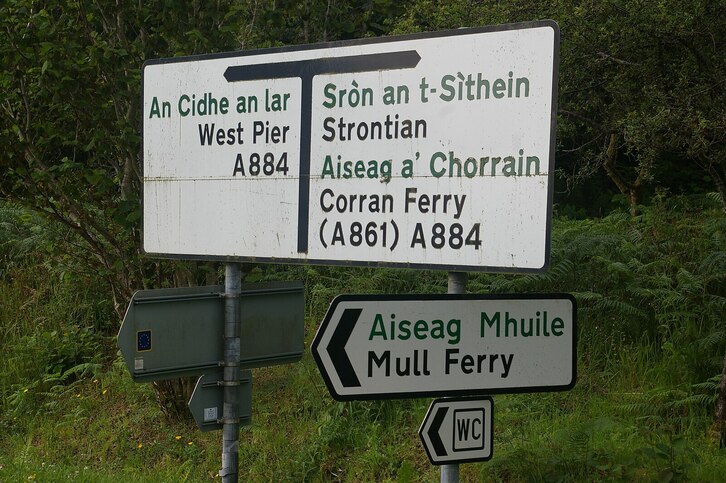 An Cidhe an Iar
West Pier
A884
Sròn an t-Sìthein
Strontian
Aiseag a' Chorrain
Corran Ferry
(A861) A884
Aiseag Mhuile
Mull Ferry
WC